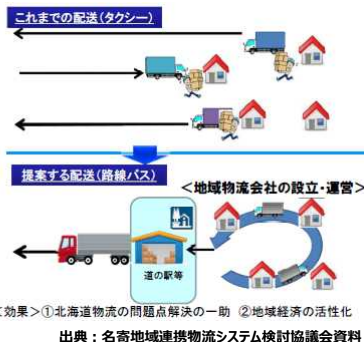 これまでの配送(タクシー)
提案する配送(路線バス)
＜地域物流会社の設立・運営＞
道の駅等
効果＞①北海道物流の問題点解決の一助 ②地域経済の活性化
出典：名寄地域連携物流システム検討協議会資料